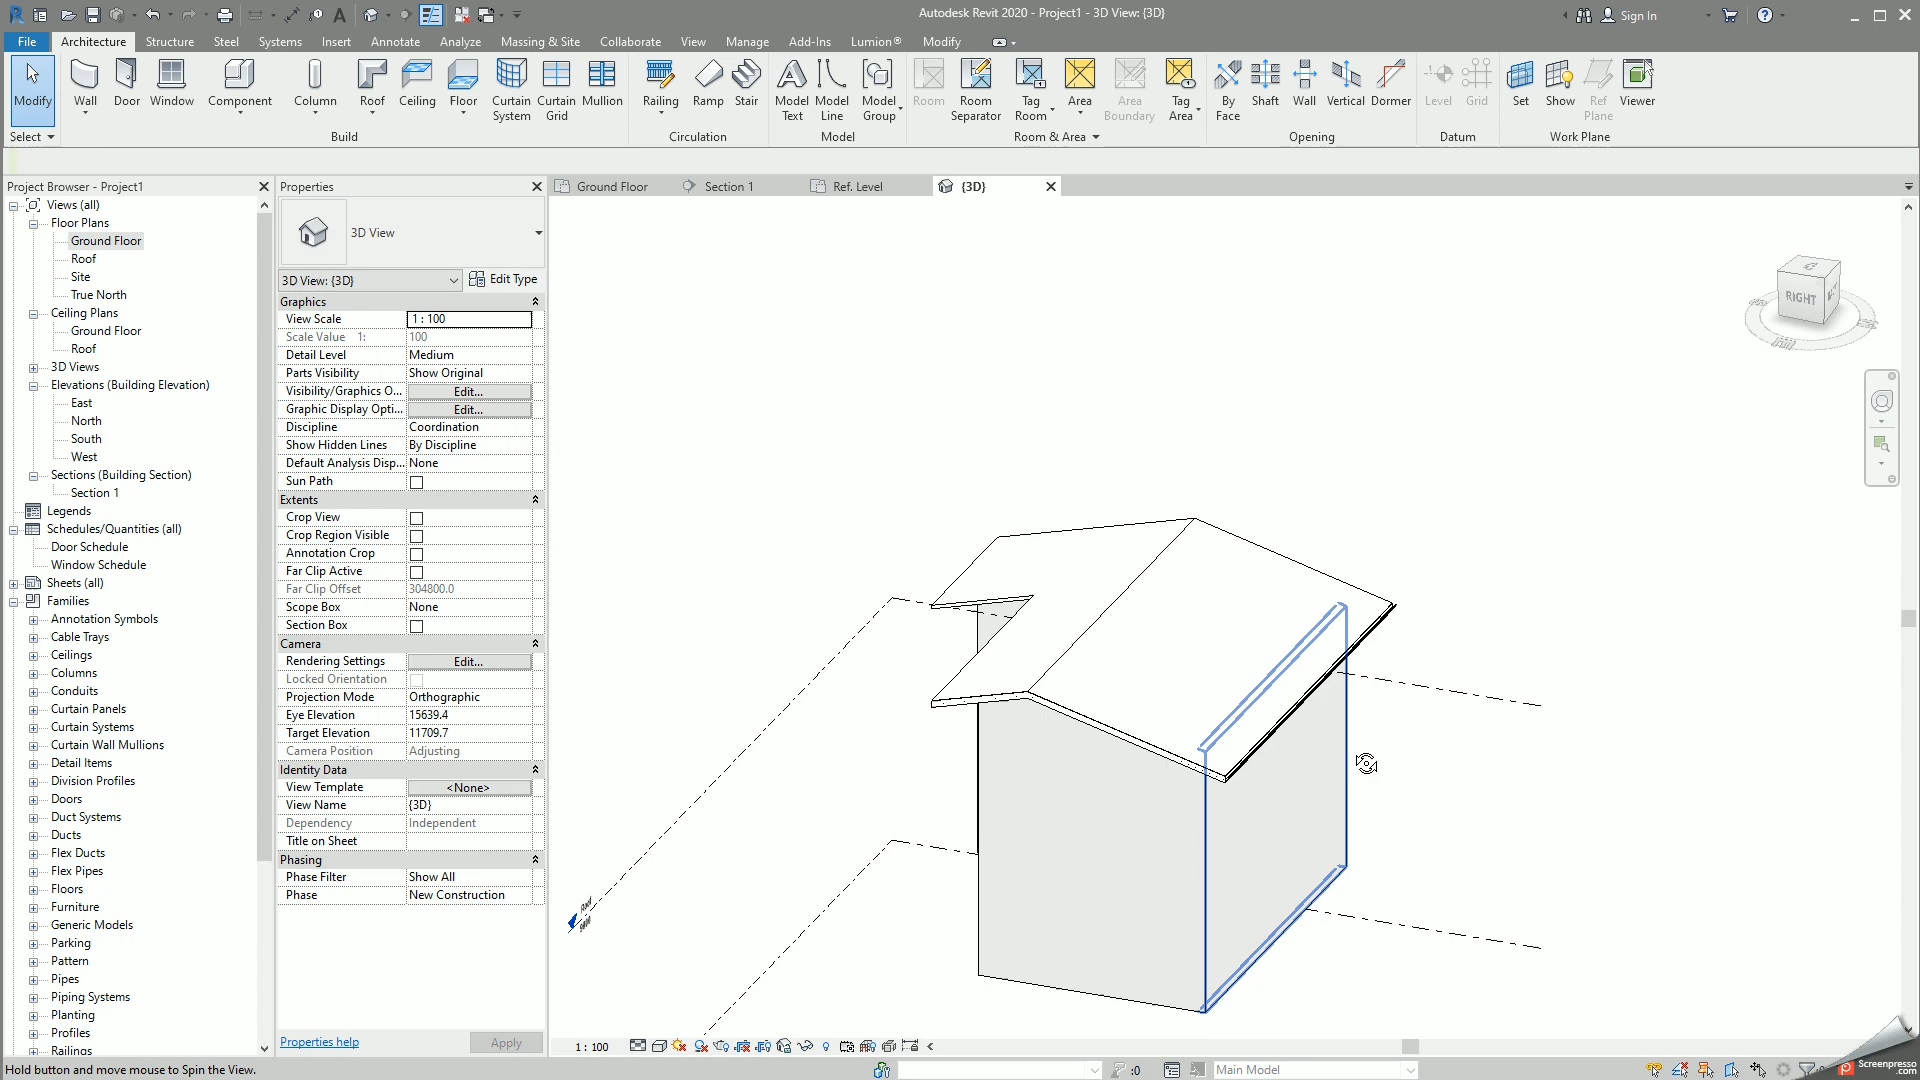 Autodesk Revit 2020 - Project1 - 3D View: {3D}
Sign In
File Architecture Structure Steel Systems Insert Annotate Analyze Massing & Site Collaborate View Manage Add-Ins Lumion® Modify
Modify Wall Door Window Component Column Roof Ceiling Floor Curtain System Curtain Grid Mullion Railing Ramp Stair Model Text Model Line Model Group Room Room Separator Tag Room Area Area Boundary Tag Area By Face Shaft Wall Vertical Dormer Level Grid Set Show Ref Plane Viewer
Select Build Circulation Model Room & Area Opening Datum Work Plane
Project Browser - Project1
Views (all)
Floor Plans
Ground Floor
Roof
Site
True North
Ceiling Plans
Ground Floor
Roof
3D Views
Elevations (Building Elevation)
East
North
South
West
Sections (Building Section)
Section 1
Legends
Schedules/Quantities (all)
Door Schedule
Window Schedule
Sheets (all)
Families
Annotation Symbols
Cable Trays
Ceilings
Columns
Conduits
Curtain Panels
Curtain Systems
Curtain Wall Mullions
Detail Items
Division Profiles
Doors
Duct Systems
Ducts
Flex Ducts
Flex Pipes
Floors
Furniture
Generic Models
Parking
Pattern
Pipes
Piping Systems
Planting
Profiles
Railings
Properties
3D View
3D View: {3D} Edit Type
Graphics
View Scale 1 : 100
Scale Value 1: 100
Detail Level Medium
Parts Visibility Show Original
Visibility/Graphics O... Edit...
Graphic Display Opti... Edit...
Discipline Coordination
Show Hidden Lines By Discipline
Default Analysis Disp... None
Sun Path
Extents
Crop View
Crop Region Visible
Annotation Crop
Far Clip Active
Far Clip Offset 304800.0
Scope Box None
Section Box
Camera
Rendering Settings Edit...
Locked Orientation
Projection Mode Orthographic
Eye Elevation 15639.4
Target Elevation 11709.7
Camera Position Adjusting
Identity Data
View Template <None>
View Name {3D}
Dependency Independent
Title on Sheet
Phasing
Phase Filter Show All
Phase New Construction
Properties help Apply
Ground Floor Section 1 Ref. Level {3D}
RIGHT
Roof
1 : 100
Hold button and move mouse to Spin the View.
:0
Main Model
Screenpresso
.com